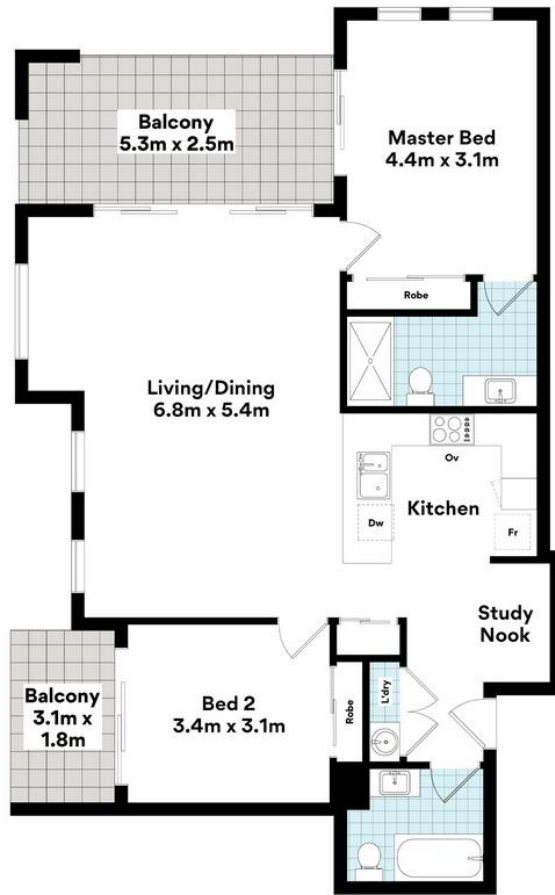 Balcony
5.3m x 2.5m
Master Bed
4.4m x 3.1m
Robe
Living/Dining
6.8m x 5.4m
Ov
Kitchen
Dw
Fr
Study
Nook
Balcony
3.1m x
1.8m
Bed 2
3.4m x 3.1m
Robe
L'dry